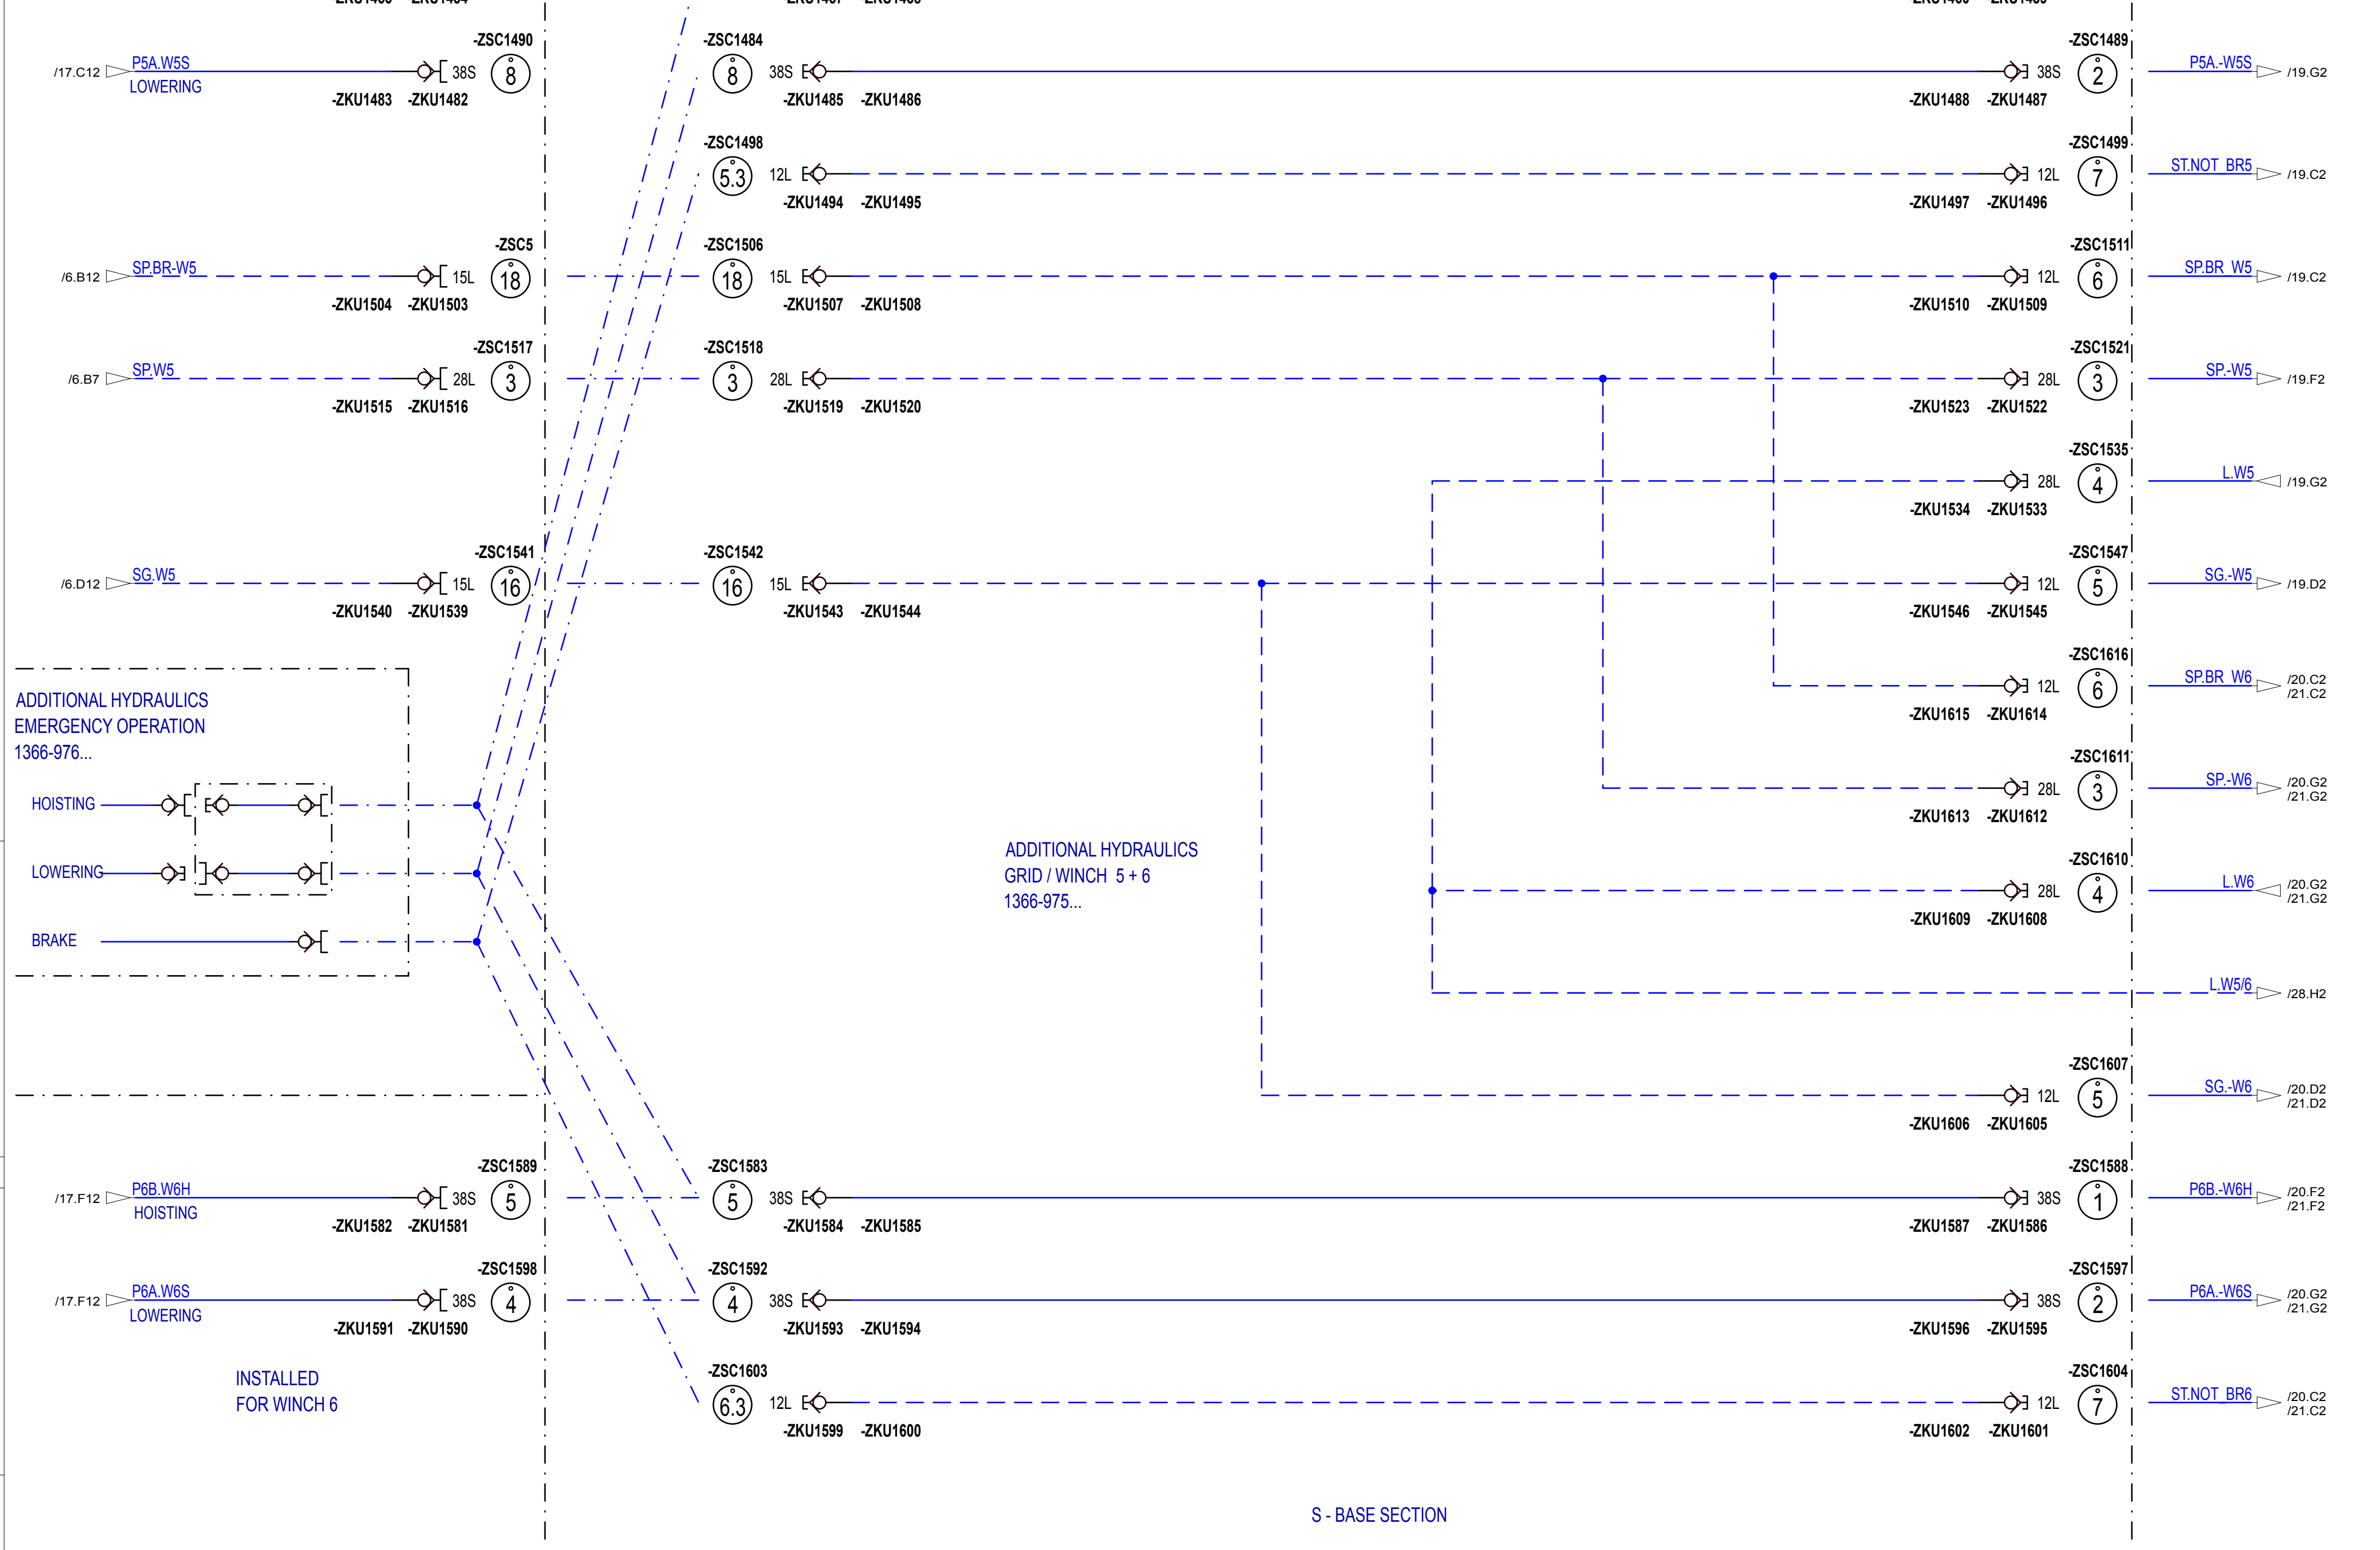 -ZSC1490 -ZSC1484 -ZSC1489
/17.C12 P5A.W5S 38S 8 8 38S 38S 2 P5A.-W5S /19.G2
LOWERING
-ZKU1483 -ZKU1482 -ZKU1485 -ZKU1486 -ZKU1488 -ZKU1487
-ZSC1498 -ZSC1499
5.3 12L 12L 7 ST.NOT_BR5 /19.C2
-ZKU1494 -ZKU1495 -ZKU1497 -ZKU1496
-ZSC5 -ZSC1506 -ZSC1511
/6.B12 SP.BR-W5 15L 18 18 15L 12L 6 SP.BR_W5 /19.C2
-ZKU1504 -ZKU1503 -ZKU1507 -ZKU1508 -ZKU1510 -ZKU1509
-ZSC1517 -ZSC1518 -ZSC1521
/6.B7 SP.W5 28L 3 3 28L 28L 3 SP.-W5 /19.F2
-ZKU1515 -ZKU1516 -ZKU1519 -ZKU1520 -ZKU1523 -ZKU1522
-ZSC1535
28L 4 L.W5 /19.G2
-ZKU1534 -ZKU1533
-ZSC1541 -ZSC1542 -ZSC1547
/6.D12 SG.W5 15L 16 16 15L 12L 5 SG.-W5 /19.D2
-ZKU1540 -ZKU1539 -ZKU1543 -ZKU1544 -ZKU1546 -ZKU1545
-ZSC1616
12L 6 SP.BR_W6 /20.C2
/21.C2
-ZKU1615 -ZKU1614
ADDITIONAL HYDRAULICS
EMERGENCY OPERATION
1366-976...
HOISTING
LOWERING
BRAKE
-ZSC1611
28L 3 SP.-W6 /20.G2
/21.G2
-ZKU1613 -ZKU1612
ADDITIONAL HYDRAULICS
GRID / WINCH 5 + 6
1366-975...
-ZSC1610
28L 4 L.W6 /20.G2
/21.G2
-ZKU1609 -ZKU1608
L.W5/6 /28.H2
-ZSC1607
12L 5 SG.-W6 /20.D2
/21.D2
-ZKU1606 -ZKU1605
-ZSC1589 -ZSC1583 -ZSC1588
/17.F12 P6B.W6H 38S 5 5 38S 38S 1 P6B.-W6H /20.F2
HOISTING /21.F2
-ZKU1582 -ZKU1581 -ZKU1584 -ZKU1585 -ZKU1587 -ZKU1586
-ZSC1598 -ZSC1592 -ZSC1597
/17.F12 P6A.W6S 38S 4 4 38S 38S 2 P6A.-W6S /20.G2
LOWERING /21.G2
-ZKU1591 -ZKU1590 -ZKU1593 -ZKU1594 -ZKU1596 -ZKU1595
-ZSC1603 -ZSC1604
6.3 12L 12L 7 ST.NOT_BR6 /20.C2
/21.C2
-ZKU1599 -ZKU1600 -ZKU1602 -ZKU1601
INSTALLED
FOR WINCH 6
S - BASE SECTION